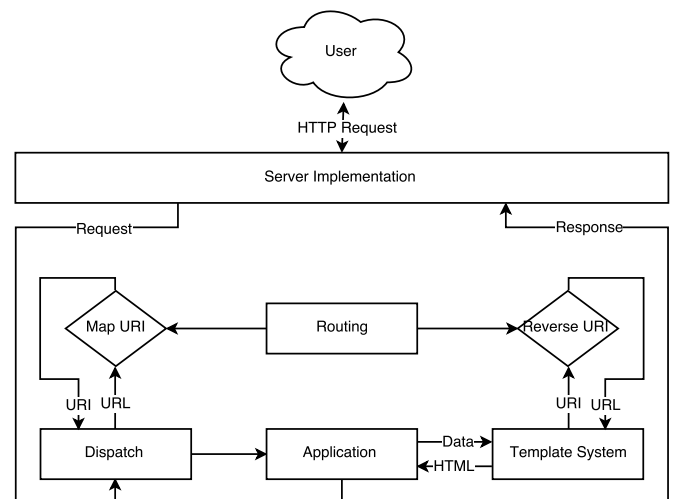 User
HTTP Request
Server Implementation
Request
Response
Map URI
Routing
Reverse URI
URI
URL
URI
URL
Dispatch
Application
Data
HTML
Template System